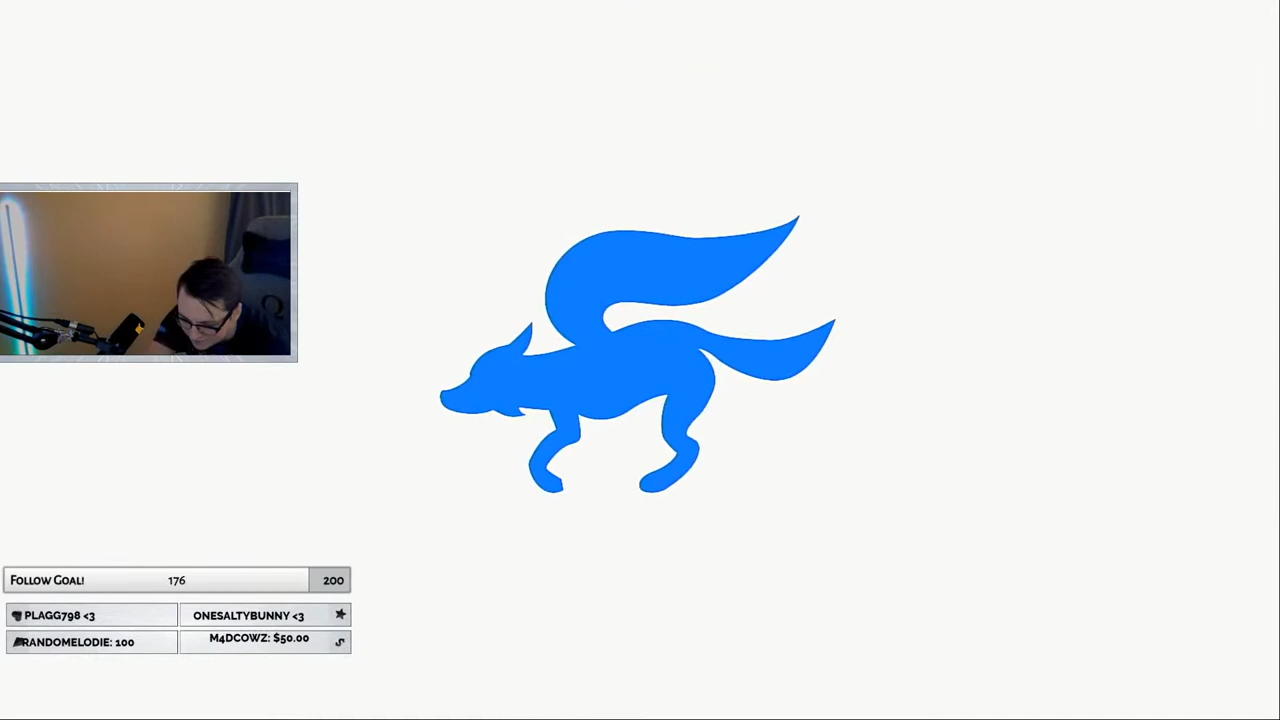 FOLLOW GOAL! 176 200
PLAGG798 <3 ONESALTYBUNNY <3
RANDOMELODIE: 100 M4DCOWZ: $50.00